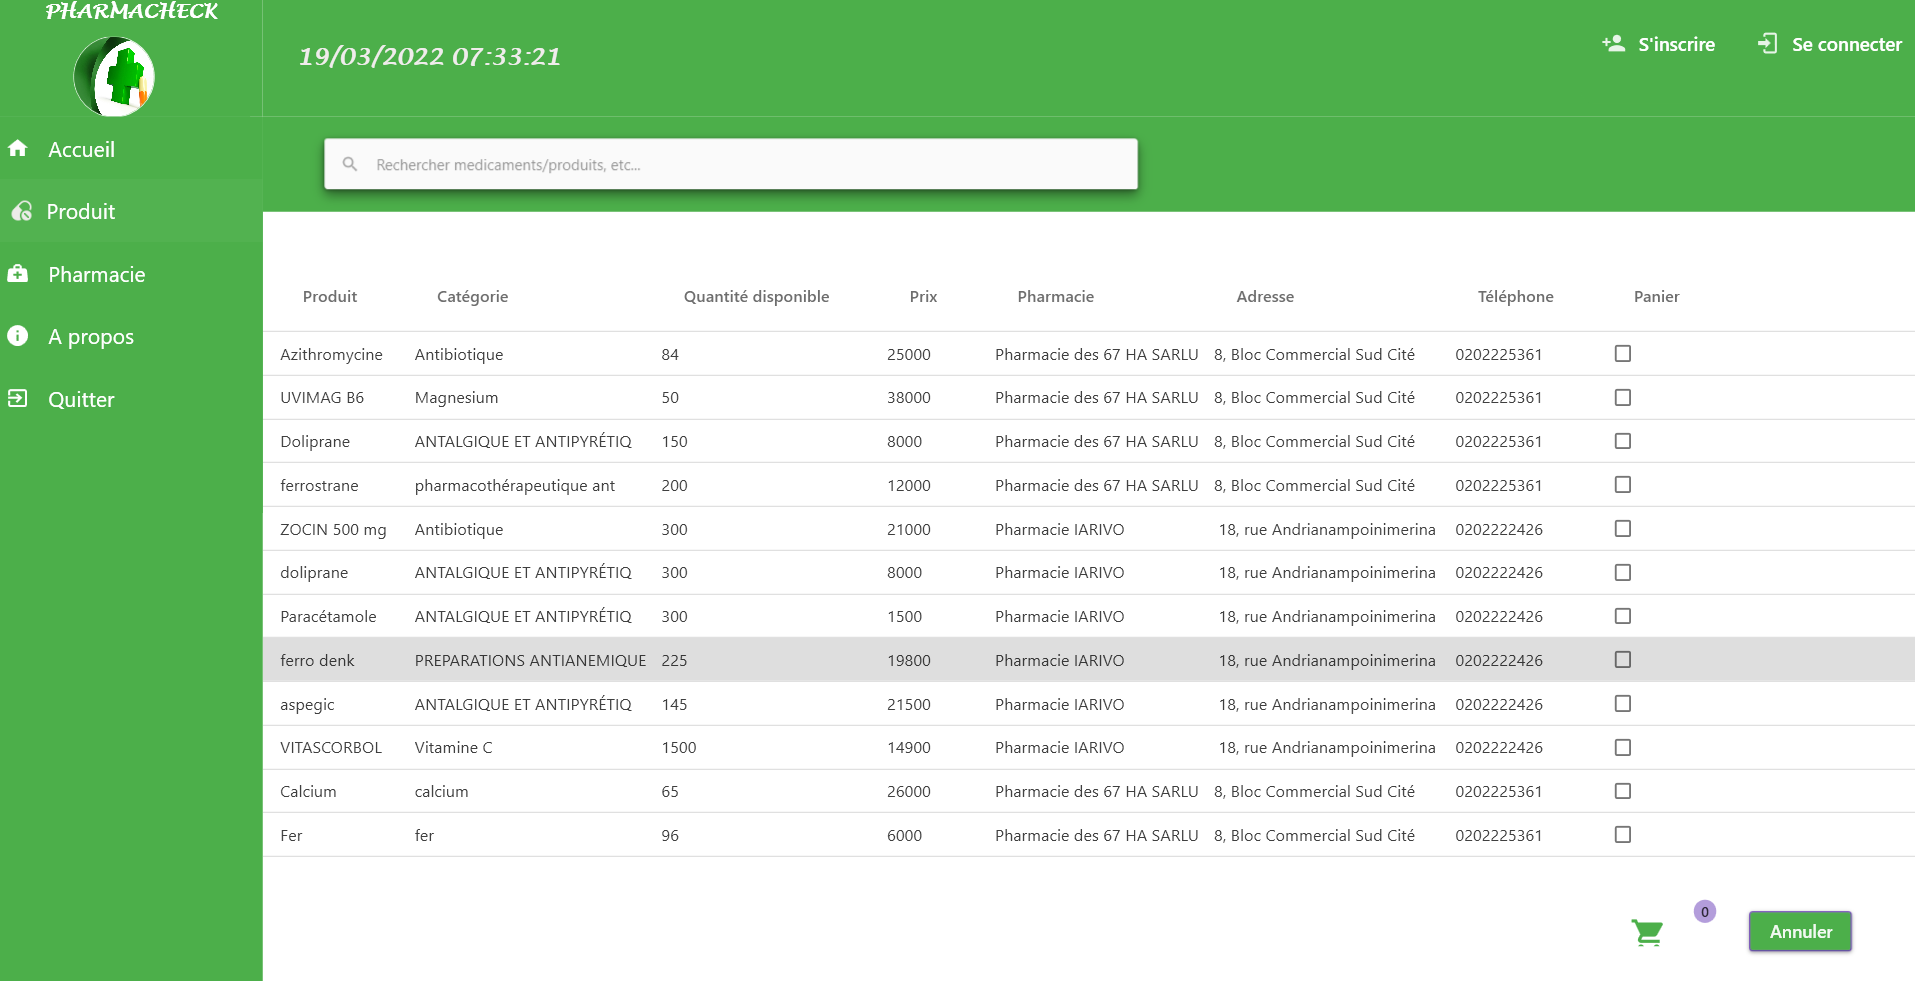 PHARMACHECK
19/03/2022 07:33:21
S'inscrire
Se connecter
Accueil
Produit
Pharmacie
A propos
Quitter
Rechercher medicaments/produits, etc...
Produit Catégorie Quantité disponible Prix Pharmacie Adresse Téléphone Panier
Azithromycine Antibiotique 84 25000 Pharmacie des 67 HA SARLU 8, Bloc Commercial Sud Cité 0202225361
UVIMAG B6 Magnesium 50 38000 Pharmacie des 67 HA SARLU 8, Bloc Commercial Sud Cité 0202225361
Doliprane ANTALGIQUE ET ANTIPYRÉTIQ 150 8000 Pharmacie des 67 HA SARLU 8, Bloc Commercial Sud Cité 0202225361
ferrostrane pharmacothérapeutique ant 200 12000 Pharmacie des 67 HA SARLU 8, Bloc Commercial Sud Cité 0202225361
ZOCIN 500 mg Antibiotique 300 21000 Pharmacie IARIVO 18, rue Andrianampoinimerina 0202222426
doliprane ANTALGIQUE ET ANTIPYRÉTIQ 300 8000 Pharmacie IARIVO 18, rue Andrianampoinimerina 0202222426
Paracétamole ANTALGIQUE ET ANTIPYRÉTIQ 300 1500 Pharmacie IARIVO 18, rue Andrianampoinimerina 0202222426
ferro denk PREPARATIONS ANTIANEMIQUE 225 19800 Pharmacie IARIVO 18, rue Andrianampoinimerina 0202222426
aspegic ANTALGIQUE ET ANTIPYRÉTIQ 145 21500 Pharmacie IARIVO 18, rue Andrianampoinimerina 0202222426
VITASCORBOL Vitamine C 1500 14900 Pharmacie IARIVO 18, rue Andrianampoinimerina 0202222426
Calcium calcium 65 26000 Pharmacie des 67 HA SARLU 8, Bloc Commercial Sud Cité 0202225361
Fer fer 96 6000 Pharmacie des 67 HA SARLU 8, Bloc Commercial Sud Cité 0202225361
0
Annuler